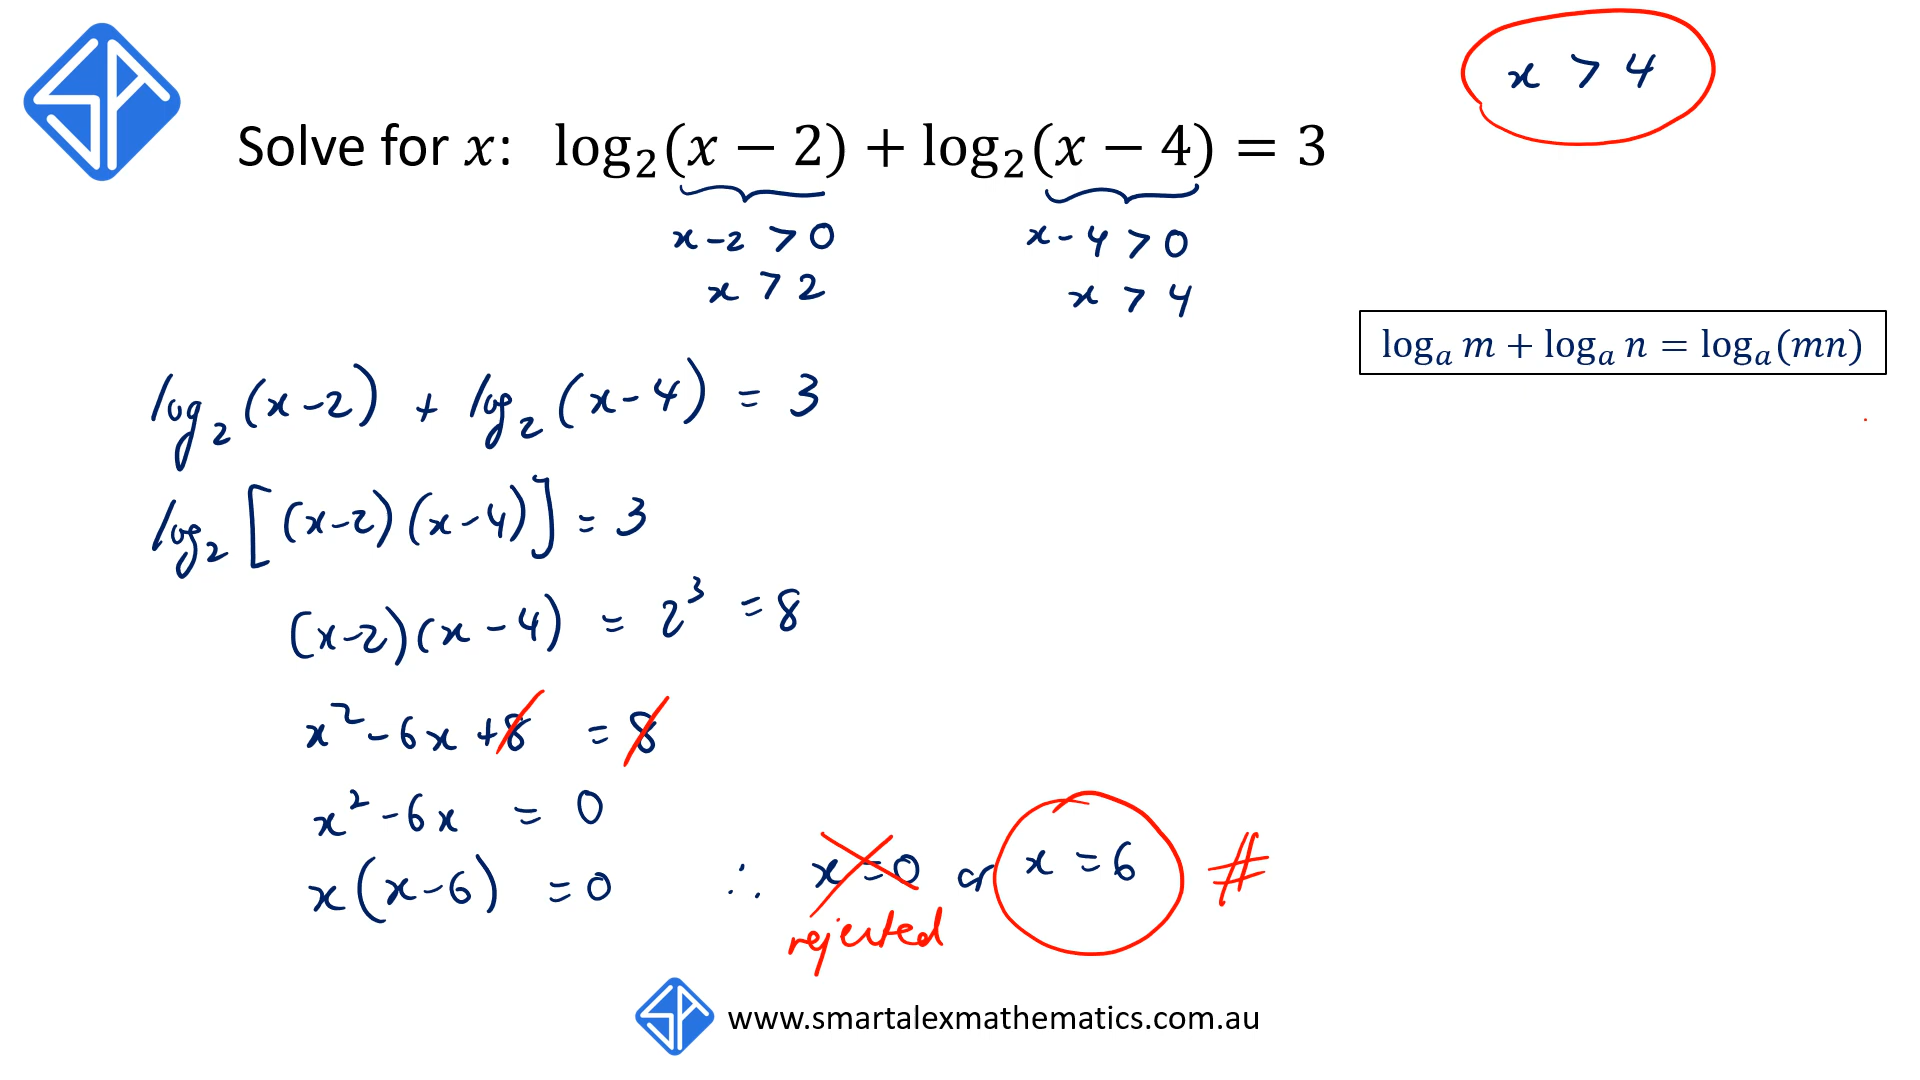 x > 4
Solve for x: log₂(x − 2) + log₂(x − 4) = 3
x-2 > 0
x-4 > 0
x > 2
x > 4
logₐ m + logₐ n = logₐ(mn)
log₂(x-2) + log₂(x-4) = 3
log₂[(x-2)(x-4)] = 3
(x-2)(x-4) = 2³ = 8
x² - 6x + 8 = 8
x² - 6x = 0
x(x-6) = 0 ∴ x = 0 or x = 6 #
rejected
www.smartalexmathematics.com.au